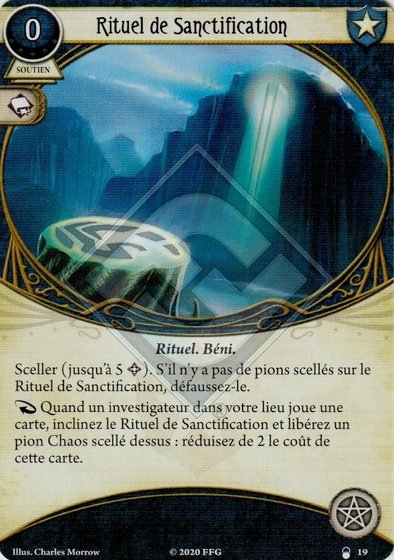 Rituel de Sanctification
0
SOUTIEN
Rituel. Béni.
Sceller (jusqu'à 5 ). S'il n'y a pas de pions scellés sur le
Rituel de Sanctification, défaussez-le.
Quand un investigateur dans votre lieu joue une
carte, inclinez le Rituel de Sanctification et libérez un
pion Chaos scellé dessus : réduisez de 2 le coût de
cette carte.
Illus. Charles Morrow
© 2020 FFG
19